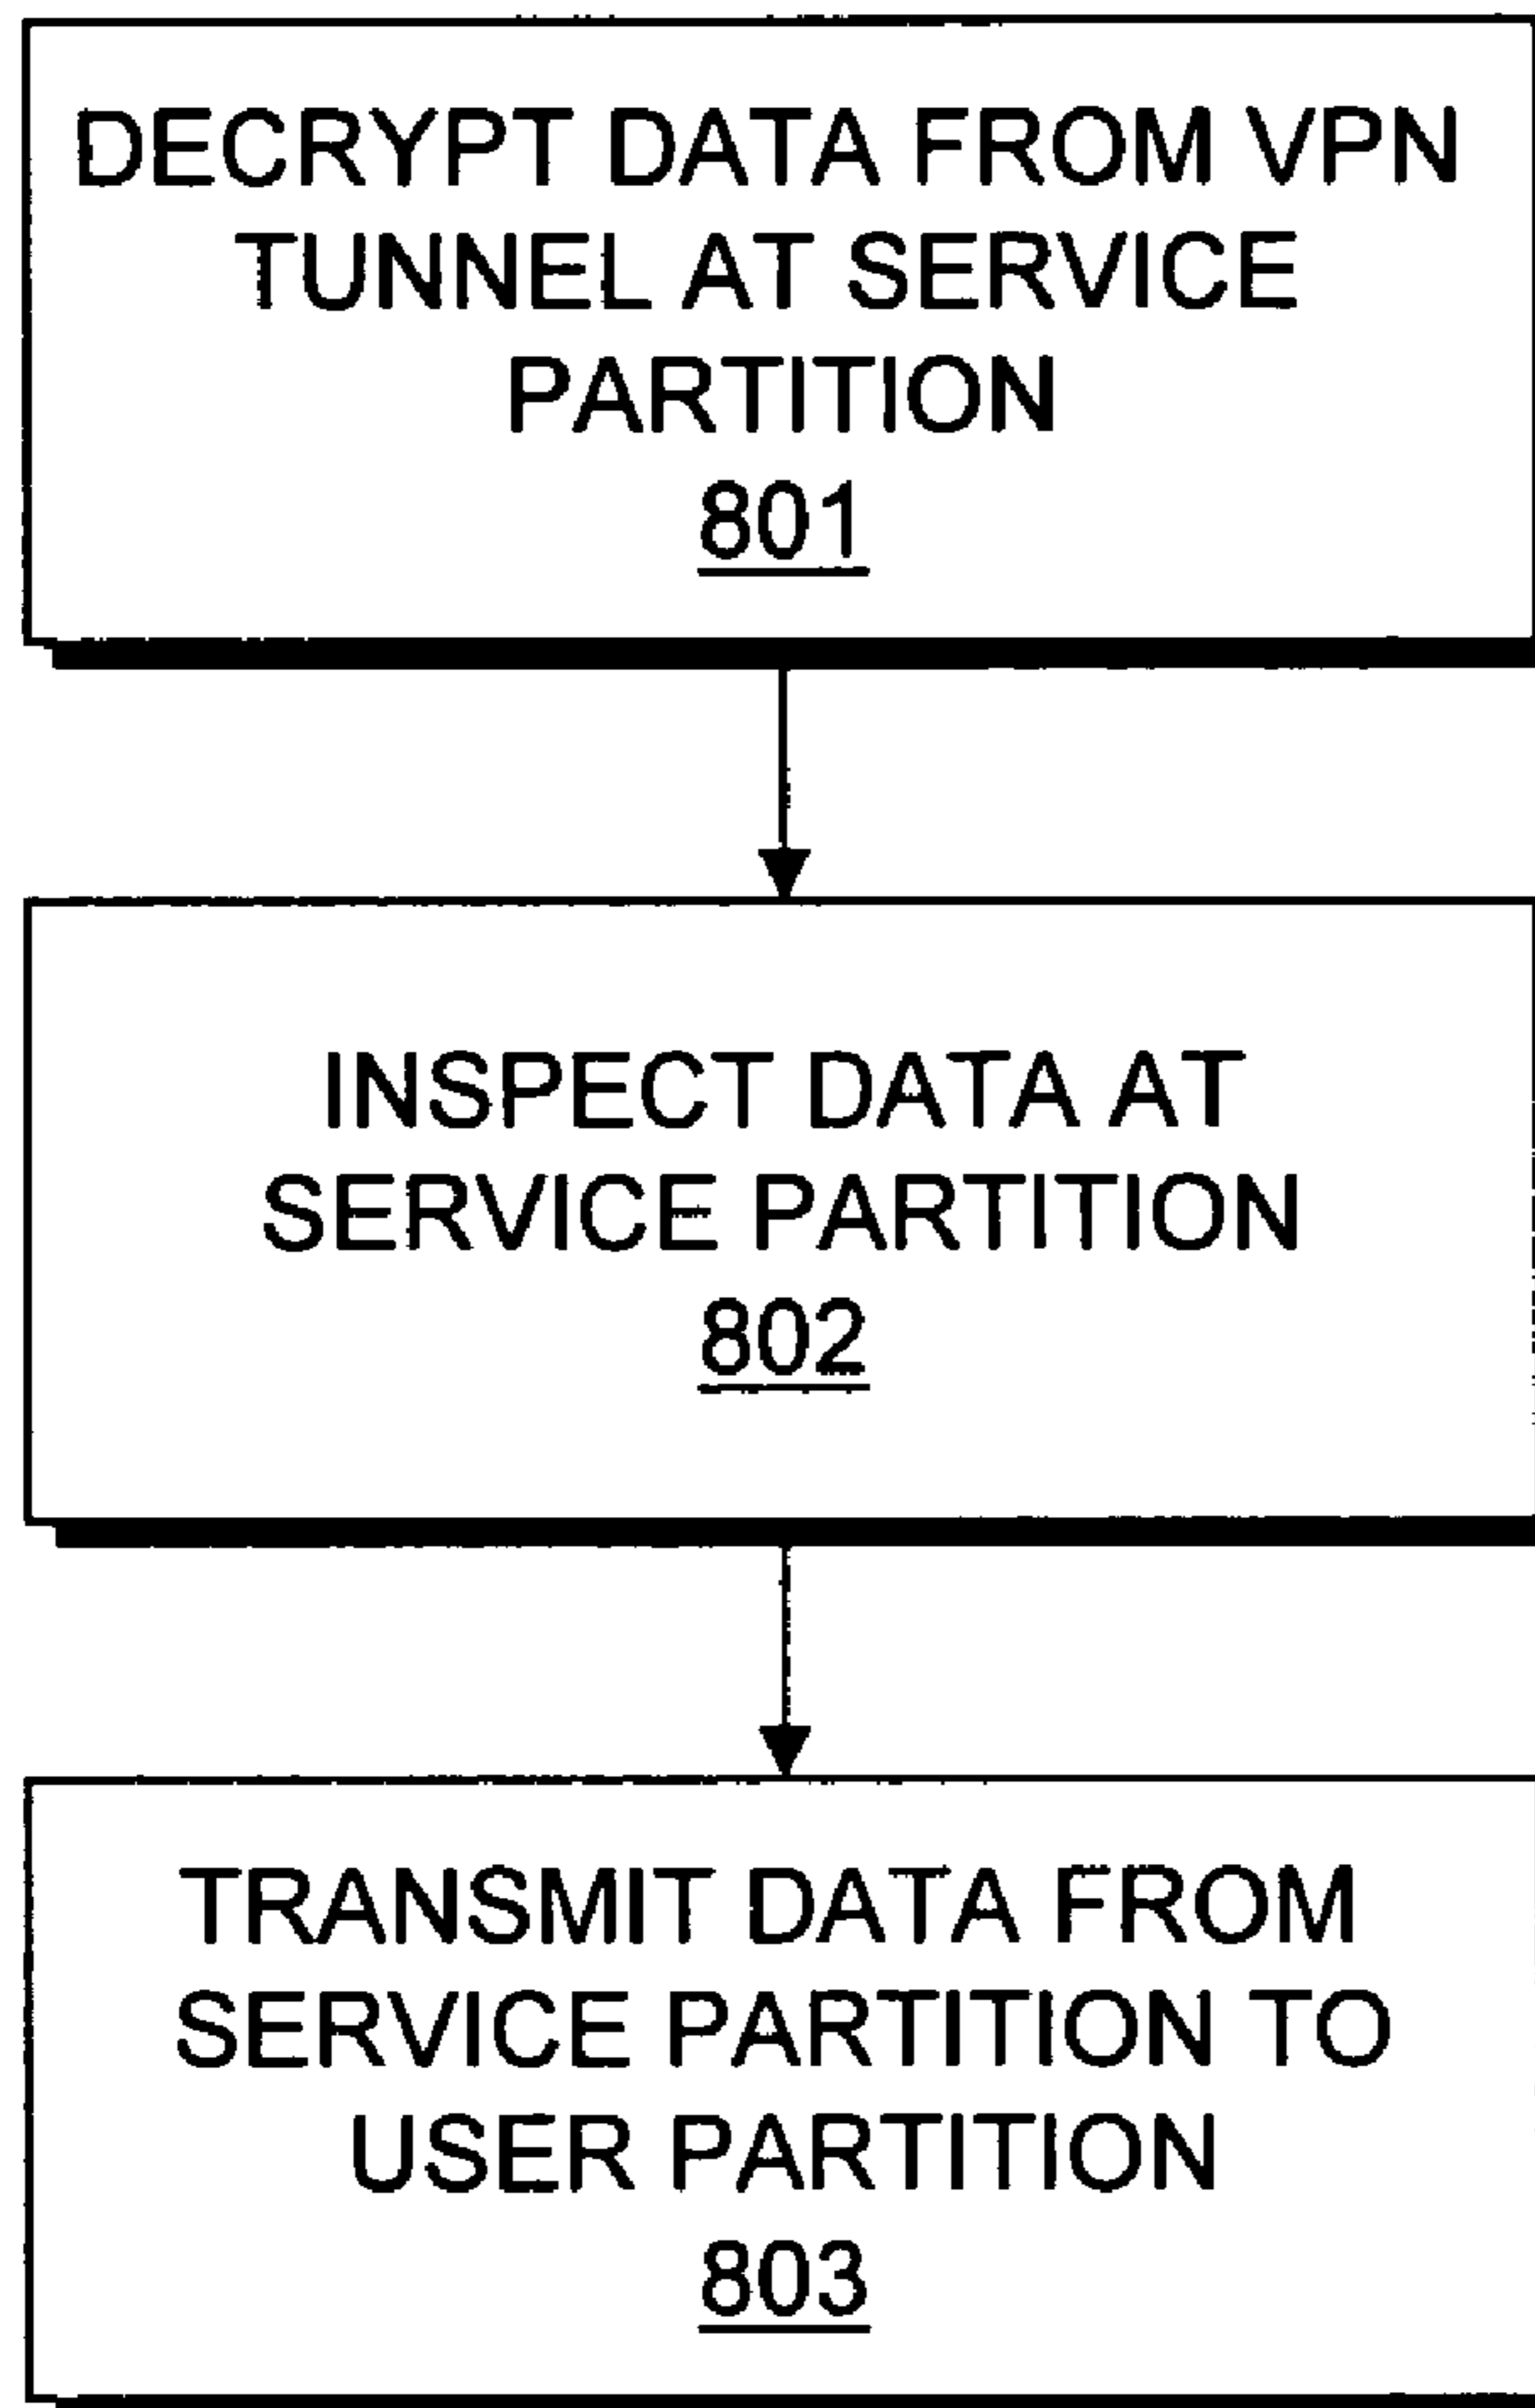 DECRYPT DATA FROM VPN
TUNNEL AT SERVICE
PARTITION
801
INSPECT DATA AT
SERVICE PARTITION
802
TRANSMIT DATA FROM
SERVICE PARTITION TO
USER PARTITION
803